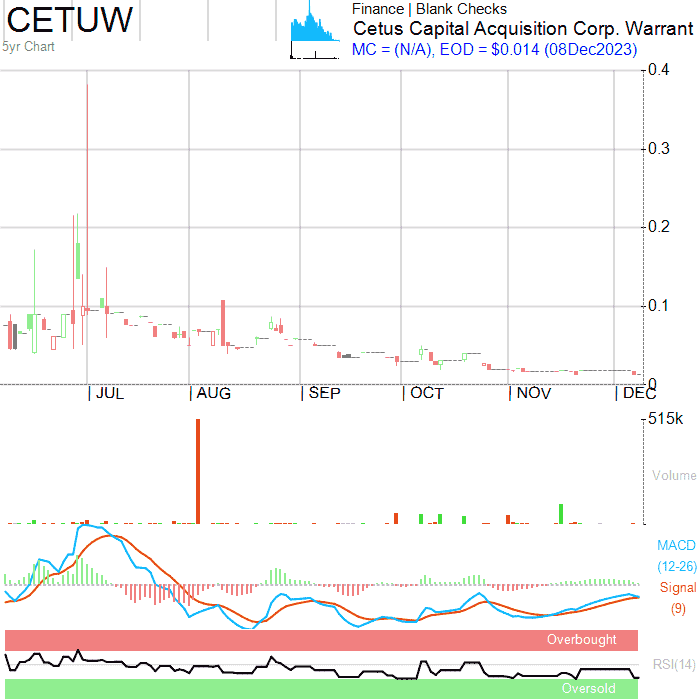 CETUW
5yr Chart
Finance | Blank Checks
Cetus Capital Acquisition Corp. Warrant
MC = (N/A), EOD = $0.014 (08Dec2023)
0.4
0.3
0.2
0.1
0
JUL AUG SEP OCT NOV DEC
515k
Volume
MACD
(12-26)
Signal
(9)
Overbought
RSI(14)
Oversold